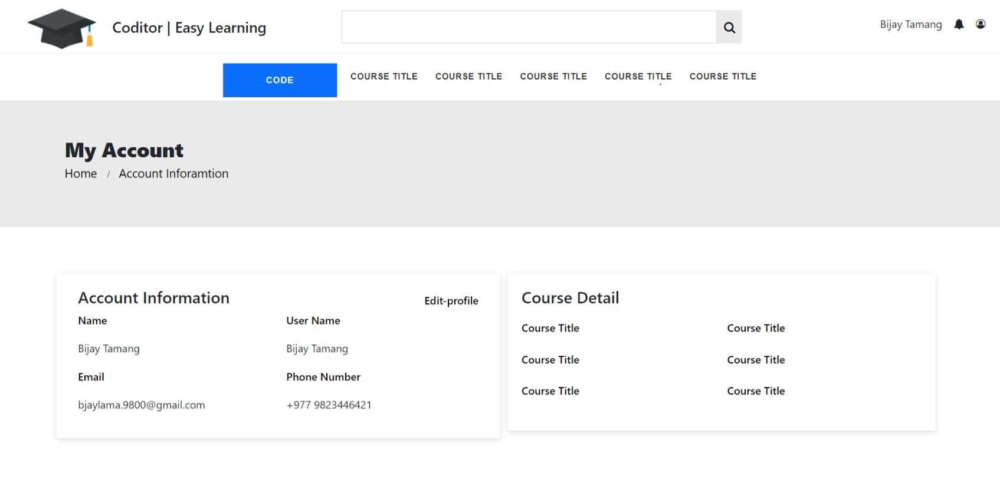 Coditor | Easy Learning
Bijay Tamang
CODE COURSE TITLE COURSE TITLE COURSE TITLE COURSE TITLE COURSE TITLE
My Account
Home / Account Inforamtion
Account Information
Edit-profile
Name User Name
Bijay Tamang Bijay Tamang
Email Phone Number
bjaylama.9800@gmail.com +977 9823446421
Course Detail
Course Title Course Title
Course Title Course Title
Course Title Course Title